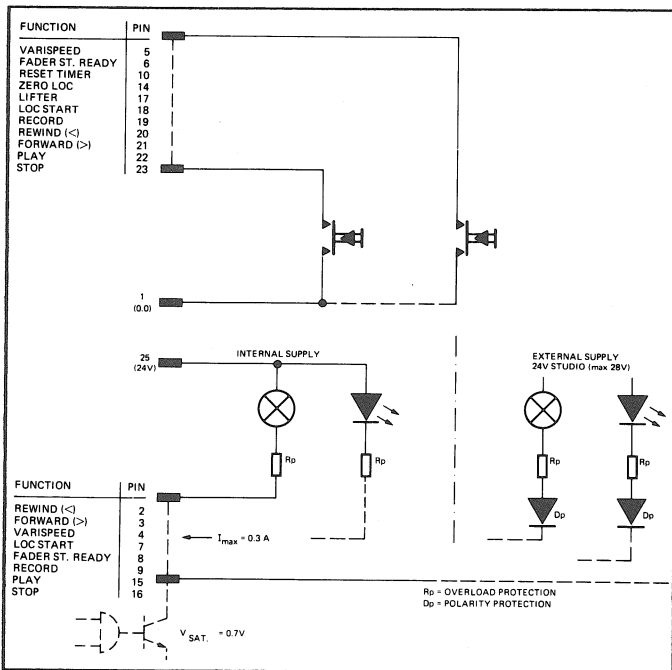 FUNCTION PIN
VARISPEED 5
FADER ST. READY 6
RESET TIMER 10
ZERO LOC 14
LIFTER 17
LOC START 18
RECORD 19
REWIND (<) 20
FORWARD (>) 21
PLAY 22
STOP 23
1
(0.0)
25
(24V)
INTERNAL SUPPLY
EXTERNAL SUPPLY
24V STUDIO (max 28V)
Rp
Rp
Rp
Rp
Dp
Dp
FUNCTION PIN
REWIND (<) 2
FORWARD (>) 3
VARISPEED 4
LOC START 7
FADER ST. READY 8
RECORD 9
PLAY 15
STOP 16
Imax = 0.3 A
Rp = OVERLOAD PROTECTION
Dp = POLARITY PROTECTION
V SAT. = 0.7V